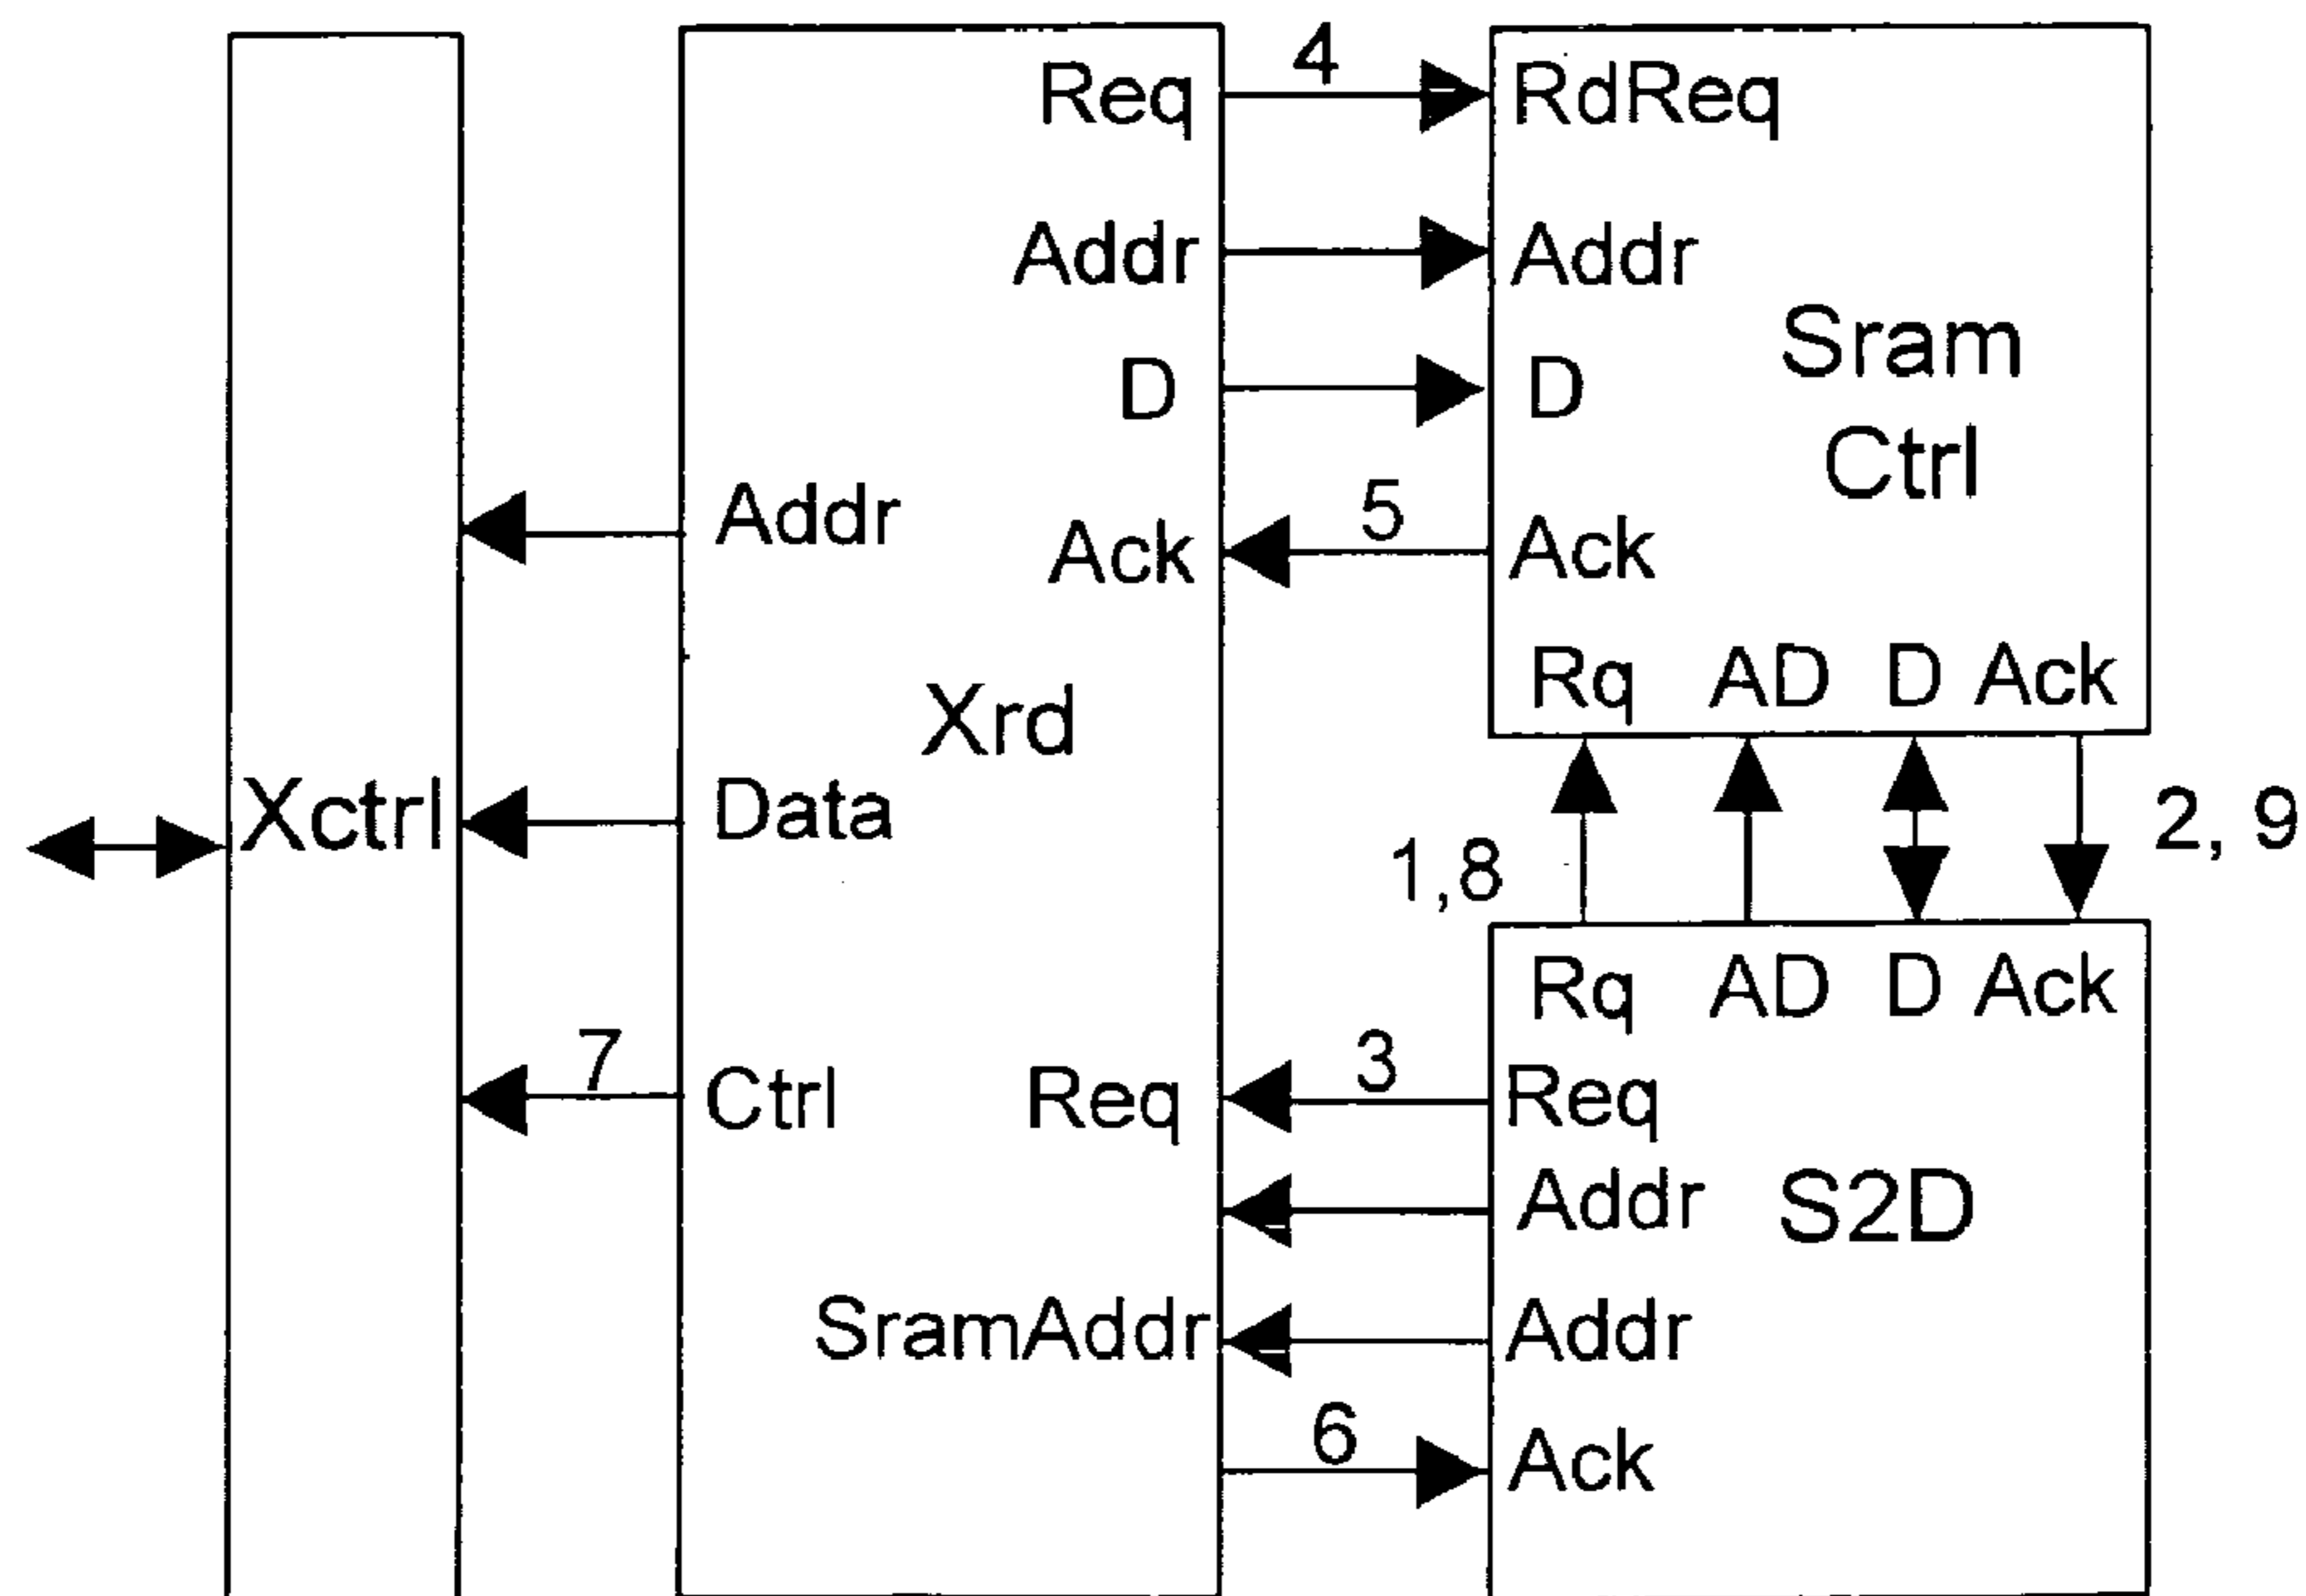 Req 4 RdReq
Addr Addr
D D
Sram
Ctrl
Addr
Ack 5 Ack
Rq AD D Ack
Xrd
Xctrl
Data
1,8
2, 9
Rq AD D Ack
7 Ctrl
Req 3 Req
Addr
S2D
SramAddr Addr
6 Ack